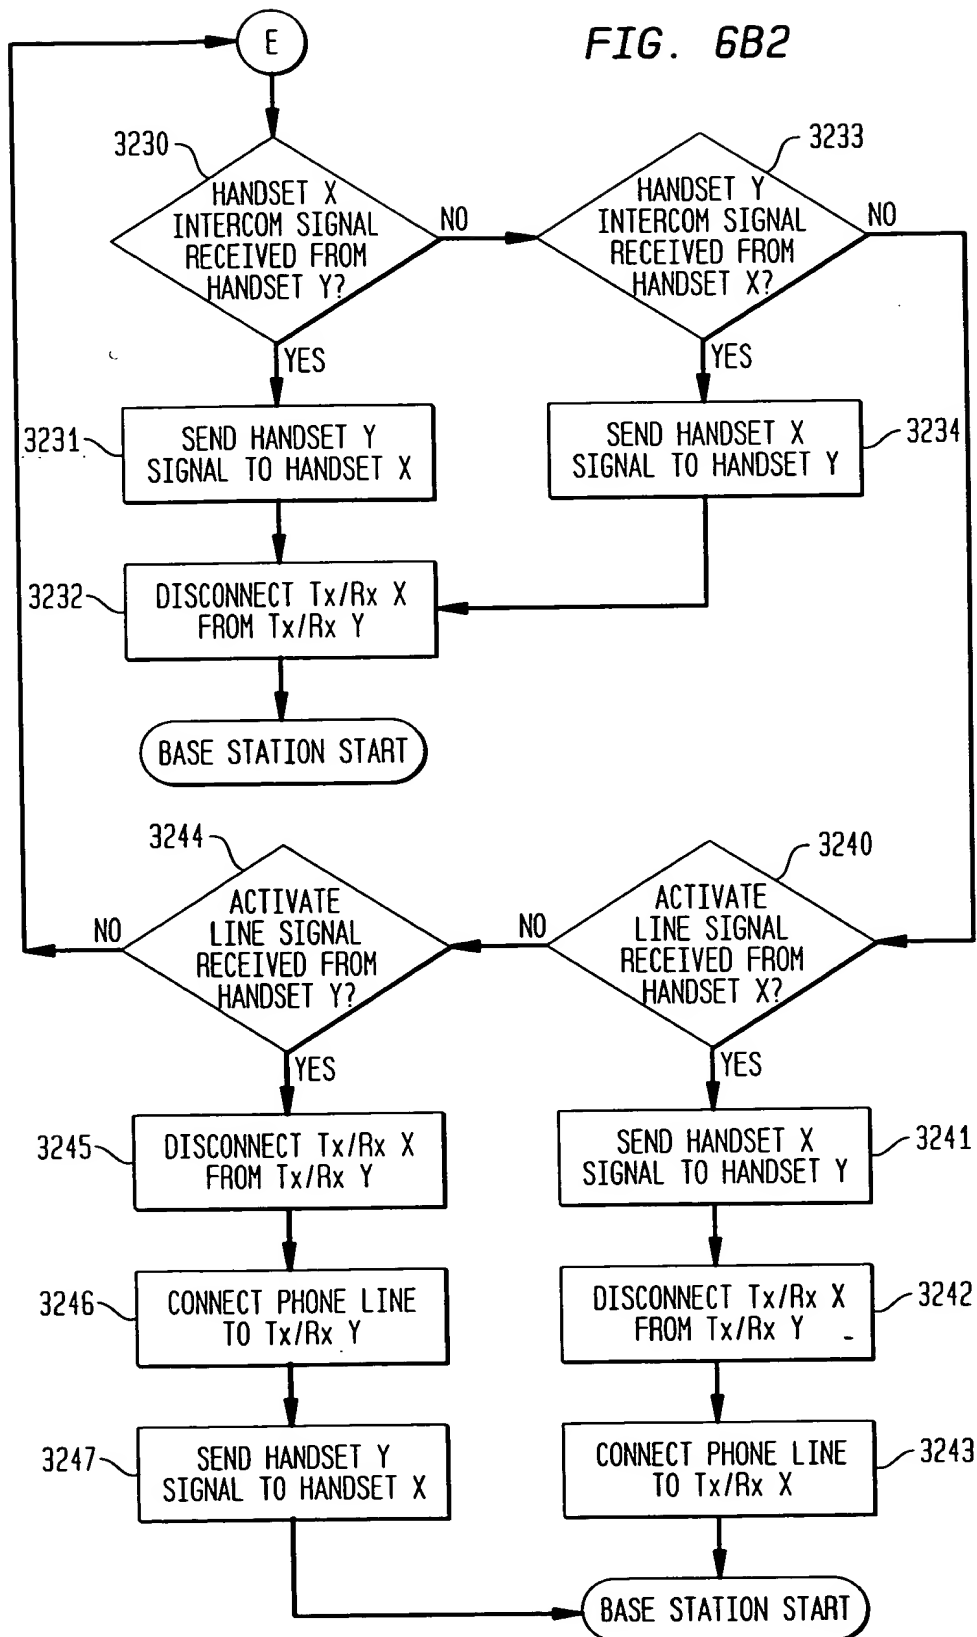 FIG. 6B2
E
3230
HANDSET X
INTERCOM SIGNAL
RECEIVED FROM
HANDSET Y?
NO
YES
3233
HANDSET Y
INTERCOM SIGNAL
RECEIVED FROM
HANDSET X?
NO
YES
3231
SEND HANDSET Y
SIGNAL TO HANDSET X
3234
SEND HANDSET X
SIGNAL TO HANDSET Y
3232
DISCONNECT Tx/Rx X
FROM Tx/Rx Y
BASE STATION START
3244
ACTIVATE
LINE SIGNAL
RECEIVED FROM
HANDSET Y?
NO
YES
3240
ACTIVATE
LINE SIGNAL
RECEIVED FROM
HANDSET X?
NO
YES
3245
DISCONNECT Tx/Rx X
FROM Tx/Rx Y
3241
SEND HANDSET X
SIGNAL TO HANDSET Y
3246
CONNECT PHONE LINE
TO Tx/Rx Y
3242
DISCONNECT Tx/Rx X
FROM Tx/Rx Y
3247
SEND HANDSET Y
SIGNAL TO HANDSET X
3243
CONNECT PHONE LINE
TO Tx/Rx X
BASE STATION START